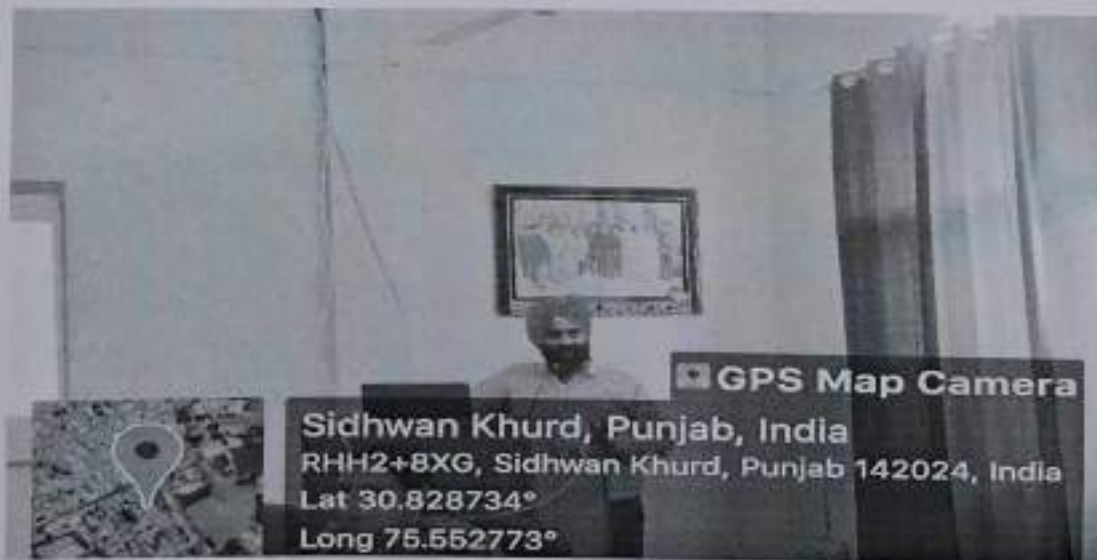 GPS Map Camera
Sidhwan Khurd, Punjab, India
RHH2+8XG, Sidhwan Khurd, Punjab 142024, India
Lat 30.828734°
Long 75.552773°